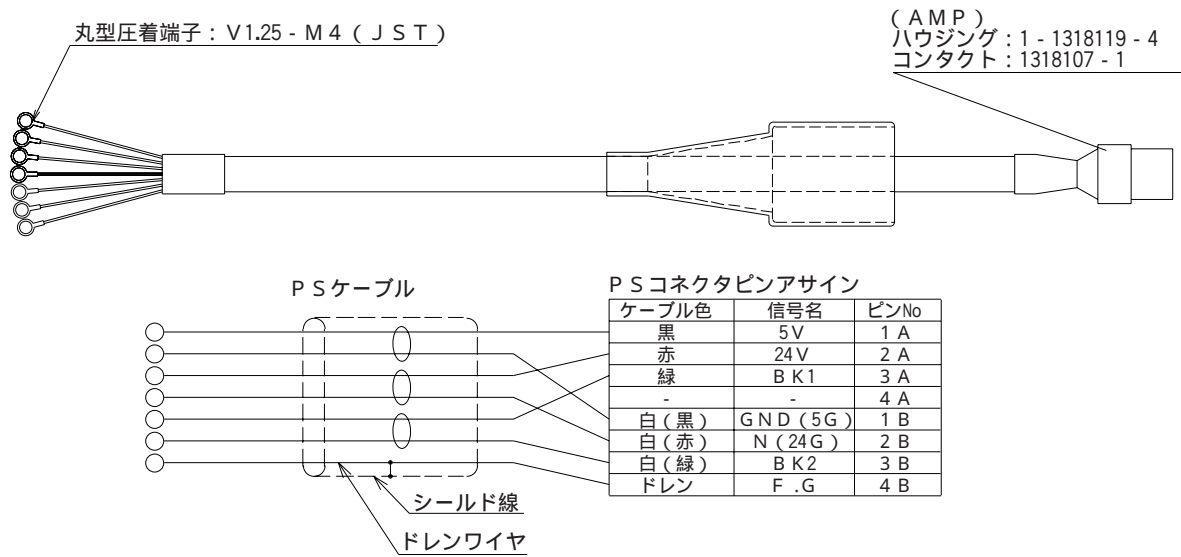 丸型圧着端子：V1.25-M4（JST）
（AMP）
ハウジング：1-1318119-4
コンタクト：1318107-1
PSケーブル
PSコネクタピンアサイン
ケーブル色 信号名 ピンNo
黒 5V 1A
赤 24V 2A
緑 BK1 3A
- - 4A
白（黒） GND（5G） 1B
白（赤） N（24G） 2B
白（緑） BK2 3B
ドレン F.G 4B
シールド線
ドレンワイヤ